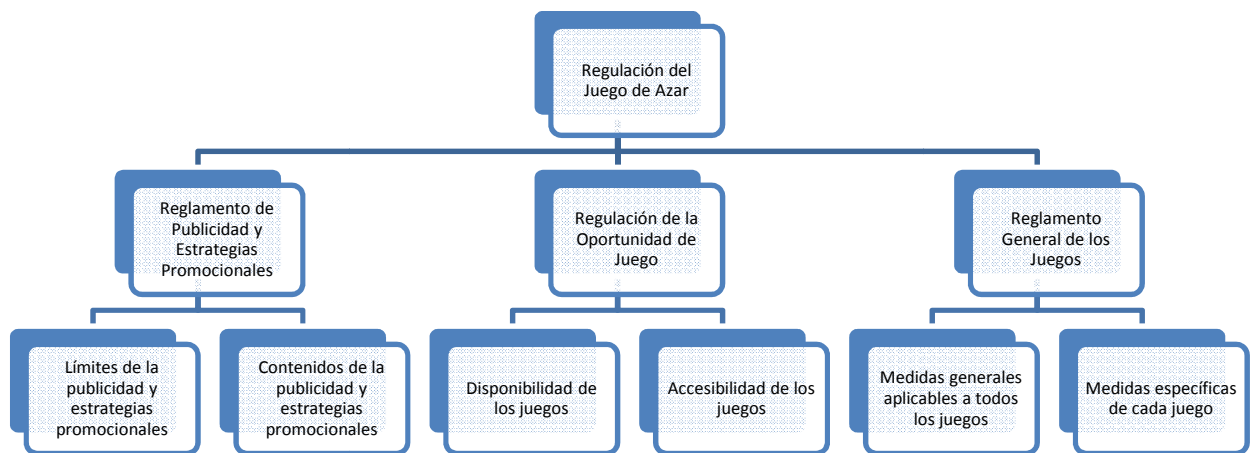 Regulación del
Juego de Azar
Reglamento de
Publicidad y
Estrategias
Promocionales
Regulación de la
Oportunidad de
Juego
Reglamento
General de los
Juegos
Límites de la
publicidad y
estrategias
promocionales
Contenidos de la
publicidad y
estrategias
promocionales
Disponibilidad de
los juegos
Accesibilidad de los
juegos
Medidas generales
aplicables a todos
los juegos
Medidas específicas
de cada juego